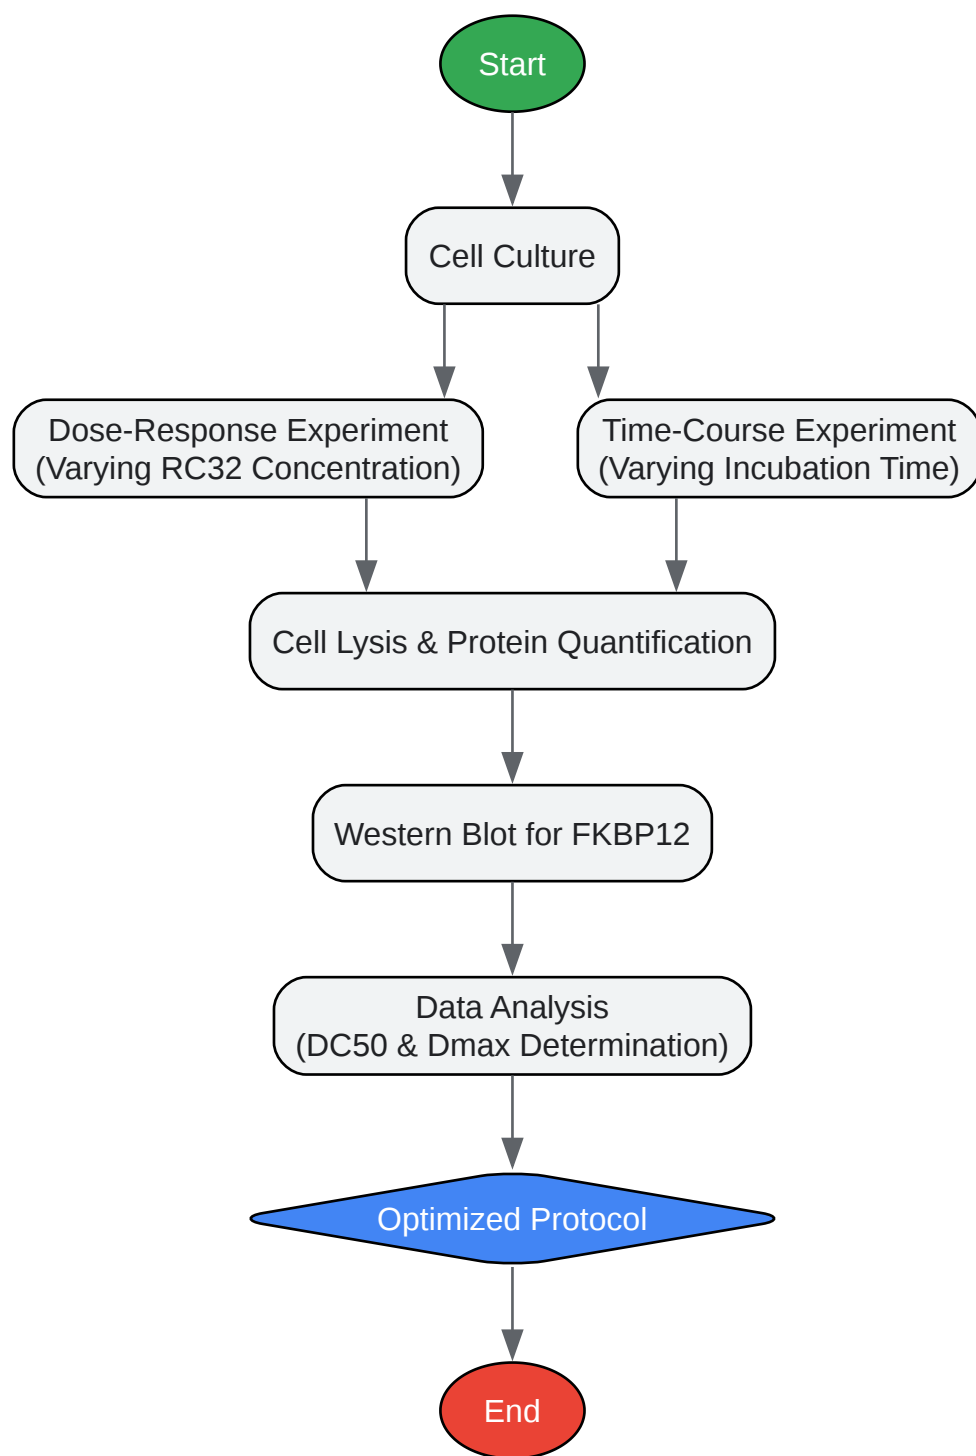 Start
Cell Culture
Dose-Response Experiment
(Varying RC32 Concentration)
Time-Course Experiment
(Varying Incubation Time)
Cell Lysis & Protein Quantification
Western Blot for FKBP12
Data Analysis
(DC50 & Dmax Determination)
Optimized Protocol
End